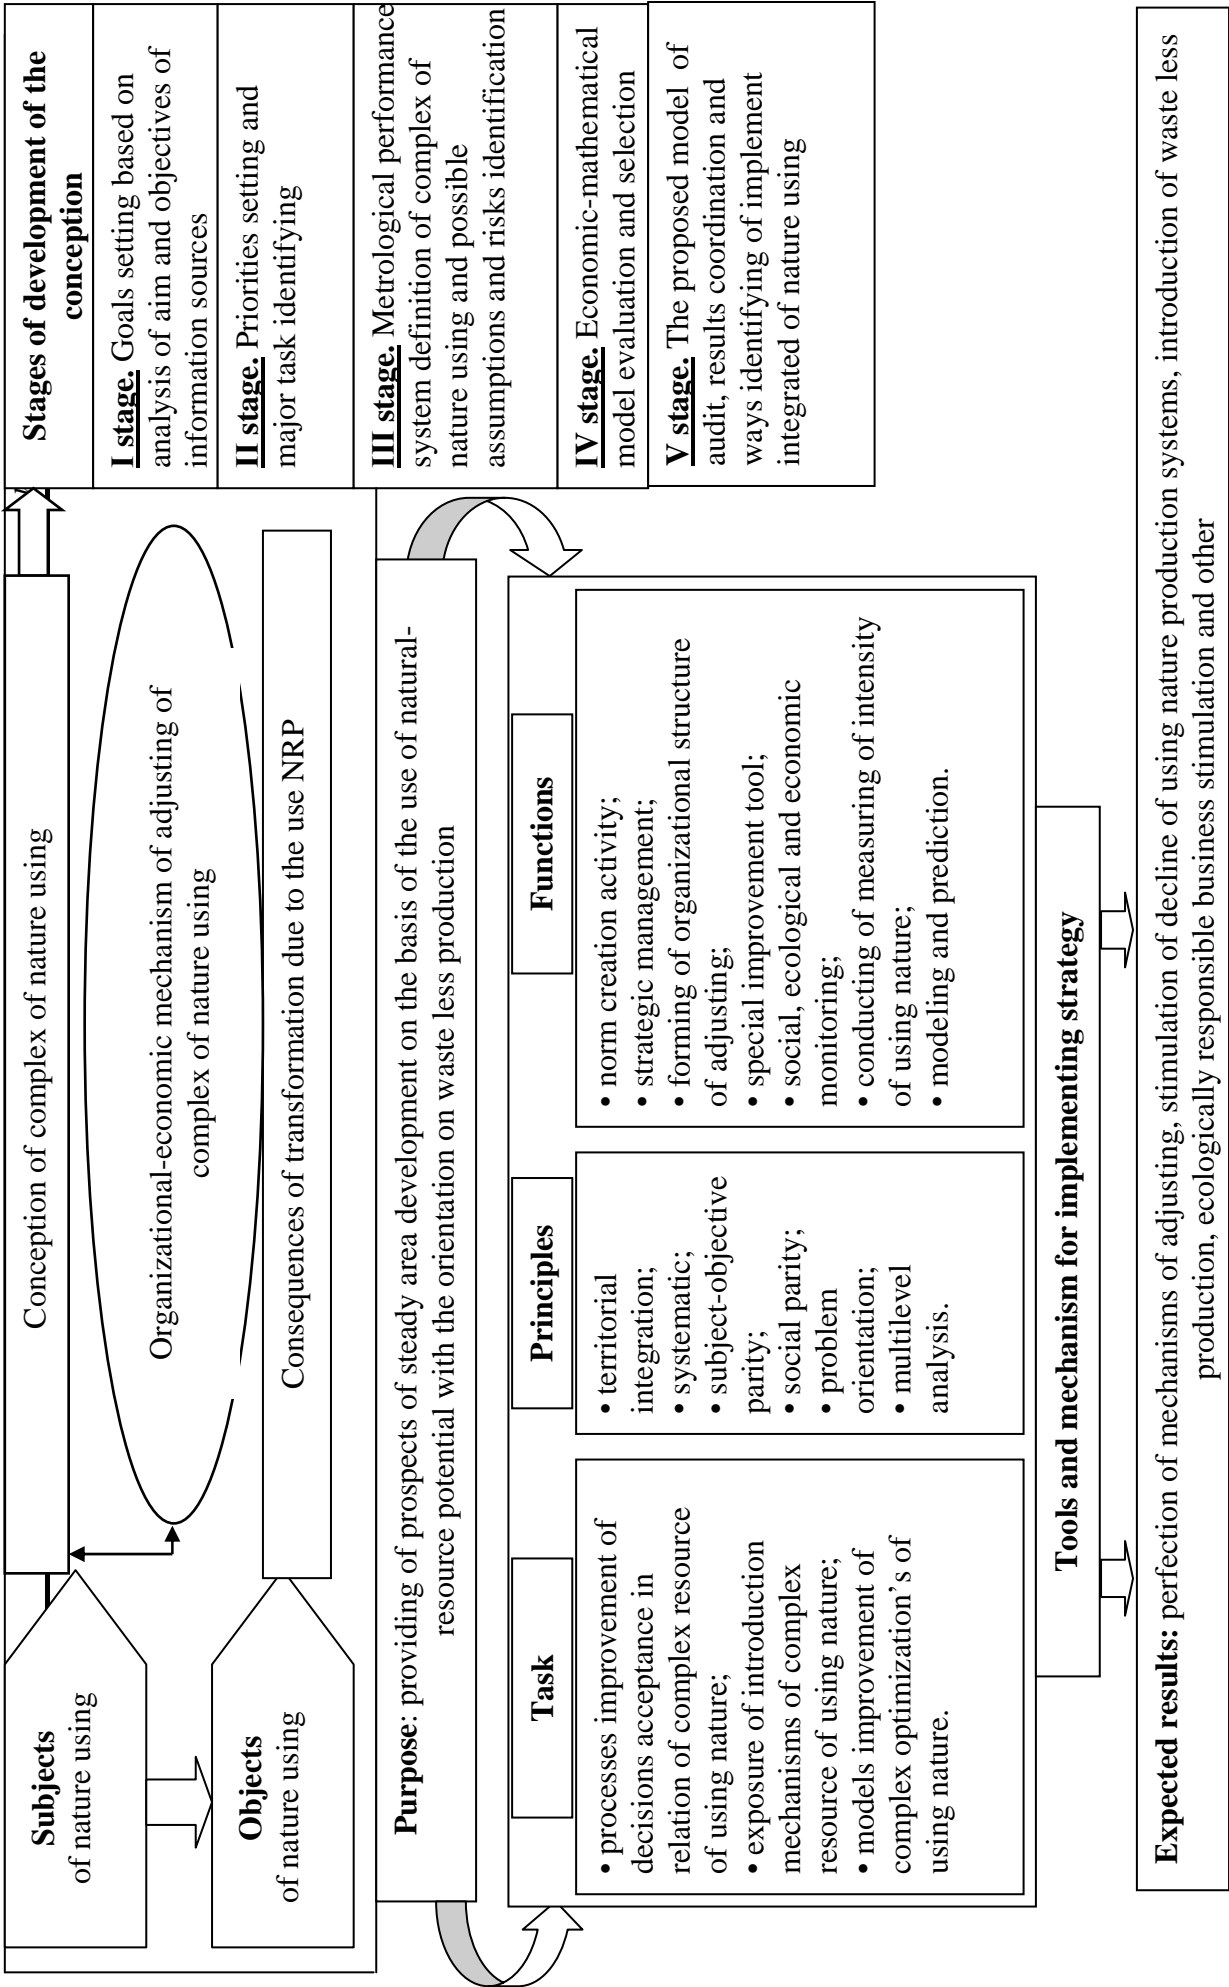 Subjects
of nature using
Objects
of nature using
Conception of complex of nature using
Organizational-economic mechanism of adjusting of
complex of nature using
Consequences of transformation due to the use NRP
Stages of development of the
conception
I stage. Goals setting based on
analysis of aim and objectives of
information sources
II stage. Priorities setting and
major task identifying
III stage. Metrological performance
system definition of complex of
nature using and possible
assumptions and risks identification
IV stage. Economic-mathematical
model evaluation and selection
V stage. The proposed model of
audit, results coordination and
ways identifying of implement
integrated of nature using
Purpose: providing of prospects of steady area development on the basis of the use of natural-
resource potential with the orientation on waste less production
Task
• processes improvement of
decisions acceptance in
relation of complex resource
of using nature;
• exposure of introduction
mechanisms of complex
resource of using nature;
• models improvement of
complex optimization's of
using nature.
Principles
• territorial
integration;
• systematic;
• subject-objective
parity;
• social parity;
• problem
orientation;
• multilevel
analysis.
Functions
• norm creation activity;
• strategic management;
• forming of organizational structure
of adjusting;
• special improvement tool;
• social, ecological and economic
monitoring;
• conducting of measuring of intensity
of using nature;
• modeling and prediction.
Tools and mechanism for implementing strategy
Expected results: perfection of mechanisms of adjusting, stimulation of decline of using nature production systems, introduction of waste less
production, ecologically responsible business stimulation and other